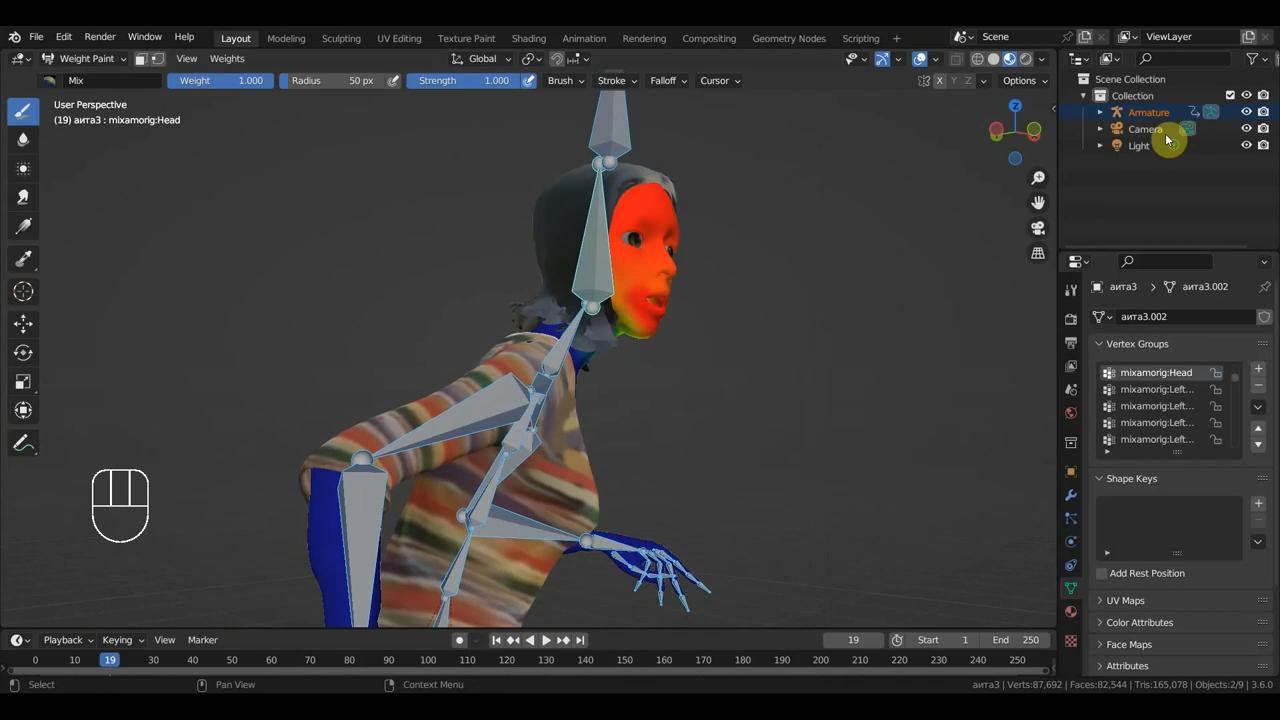 File Edit Render Window Help Layout Modeling Sculpting UV Editing Texture Paint Shading Animation Rendering Compositing Geometry Nodes Scripting Scene ViewLayer
Weight Paint View Weights Global
Mix Weight 1.000 Radius 50 px Strength 1.000 Brush Stroke Falloff Cursor X Y Z Options
User Perspective
(19) аита3 : mixamorig:Head
Z
Scene Collection
Collection
Armature
Camera
Light
аита3 > аита3.002
аита3.002
Vertex Groups
mixamorig:Head
mixamorig:Left...
mixamorig:Left...
mixamorig:Left...
mixamorig:Left...
Shape Keys
Add Rest Position
UV Maps
Color Attributes
Face Maps
Attributes
Playback Keying View Marker 19 Start 1 End 250
0 10 19 30 40 50 60 70 80 90 100 110 120 130 140 150 160 170 180 190 200 210 220 230 240 250
Select Pan View Context Menu аита3 | Verts:87,692 | Faces:82,544 | Tris:165,078 | Objects:2/9 | 3.6.0